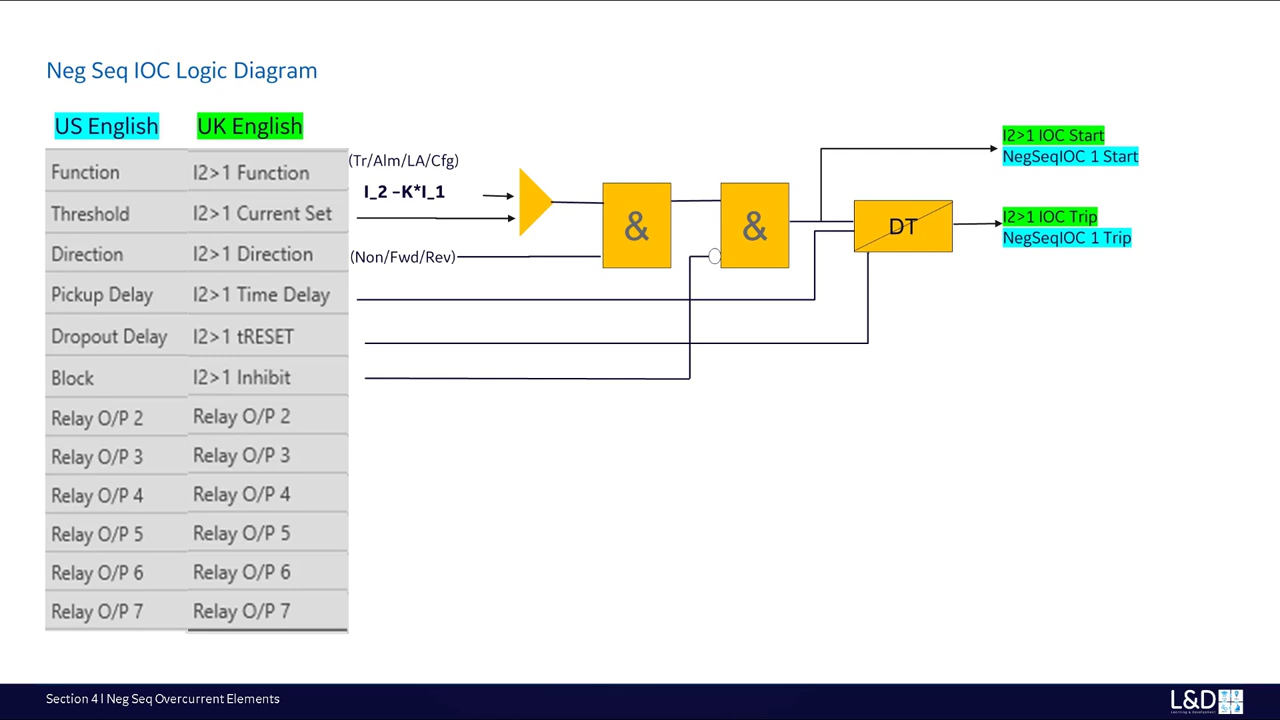 Neg Seq IOC Logic Diagram
US English UK English
Function I2>1 Function (Tr/Alm/LA/Cfg)
I_2 –K*I_1
Threshold I2>1 Current Set
Direction I2>1 Direction (Non/Fwd/Rev)
Pickup Delay I2>1 Time Delay
Dropout Delay I2>1 tRESET
Block I2>1 Inhibit
Relay O/P 2 Relay O/P 2
Relay O/P 3 Relay O/P 3
Relay O/P 4 Relay O/P 4
Relay O/P 5 Relay O/P 5
Relay O/P 6 Relay O/P 6
Relay O/P 7 Relay O/P 7
& & DT
I2>1 IOC Start
NegSeqIOC 1 Start
I2>1 IOC Trip
NegSeqIOC 1 Trip
Section 4 l Neg Seq Overcurrent Elements
L&D
Learning & Development